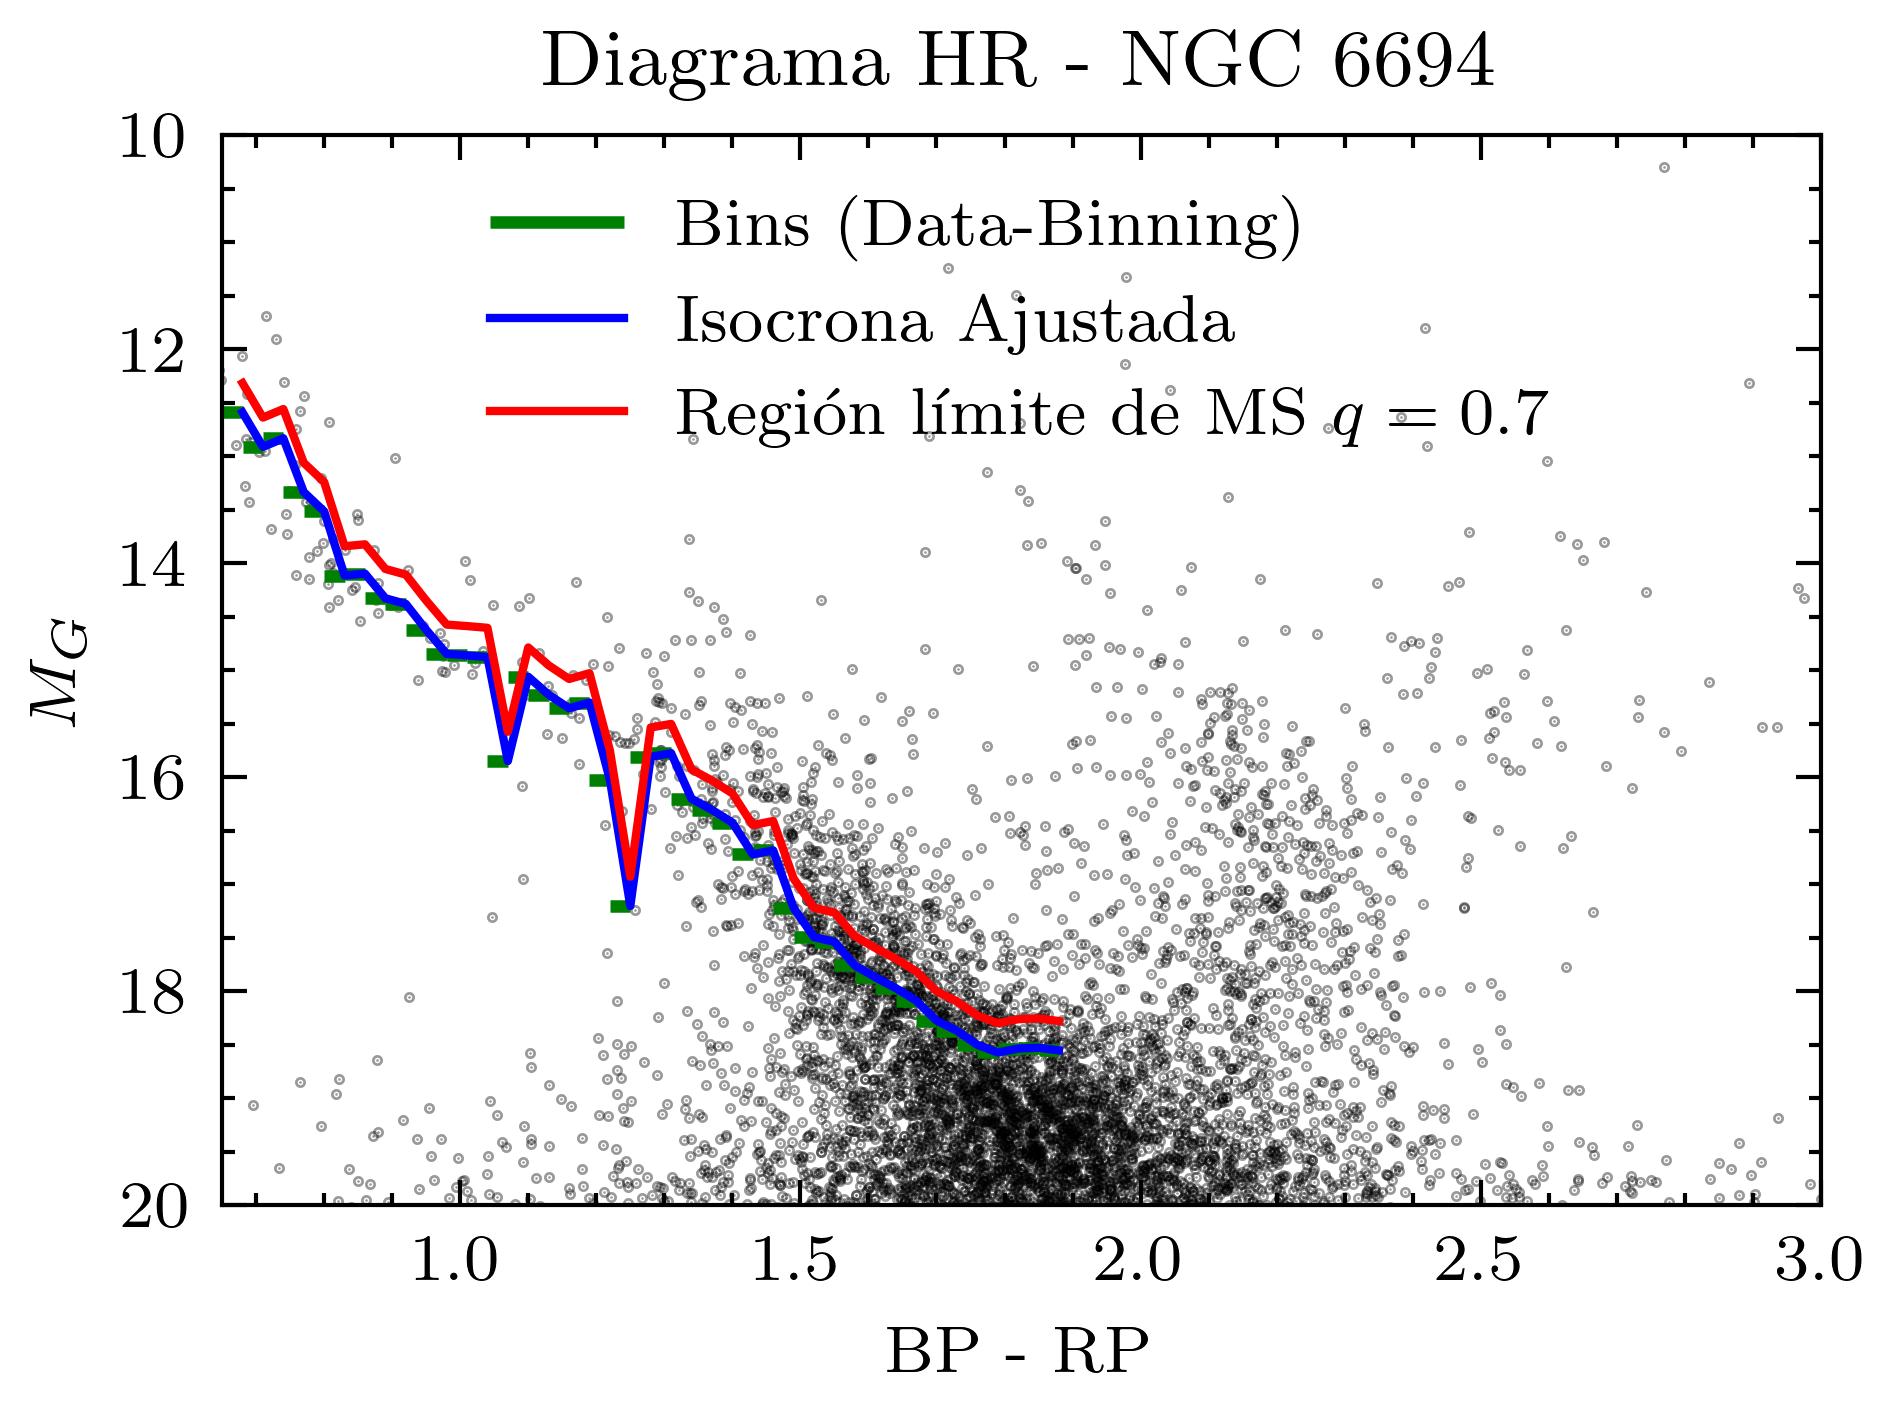 Diagrama HR - NGC 6694
Bins (Data-Binning)
Isocrona Ajustada
Región límite de MS q = 0.7
10
12
14
16
18
20
M_G
1.0 1.5 2.0 2.5 3.0
BP - RP